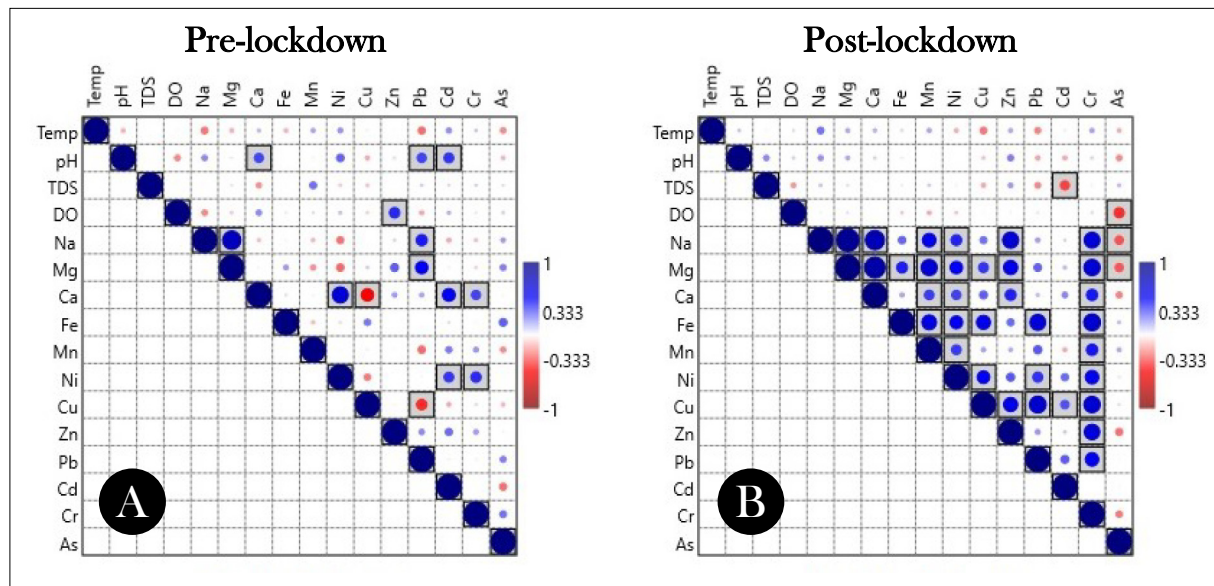 Pre-lockdown
Temp pH TDS DO Na Mg Ca Fe Mn Ni Cu Zn Pb Cd Cr As
Temp
pH
TDS
DO
Na
Mg
Ca
Fe
Mn
Ni
Cu
Zn
Pb
Cd
Cr
As
1
0.333
-0.333
-1
A
Post-lockdown
Temp pH TDS DO Na Mg Ca Fe Mn Ni Cu Zn Pb Cd Cr As
Temp
pH
TDS
DO
Na
Mg
Ca
Fe
Mn
Ni
Cu
Zn
Pb
Cd
Cr
As
1
0.333
-0.333
-1
B